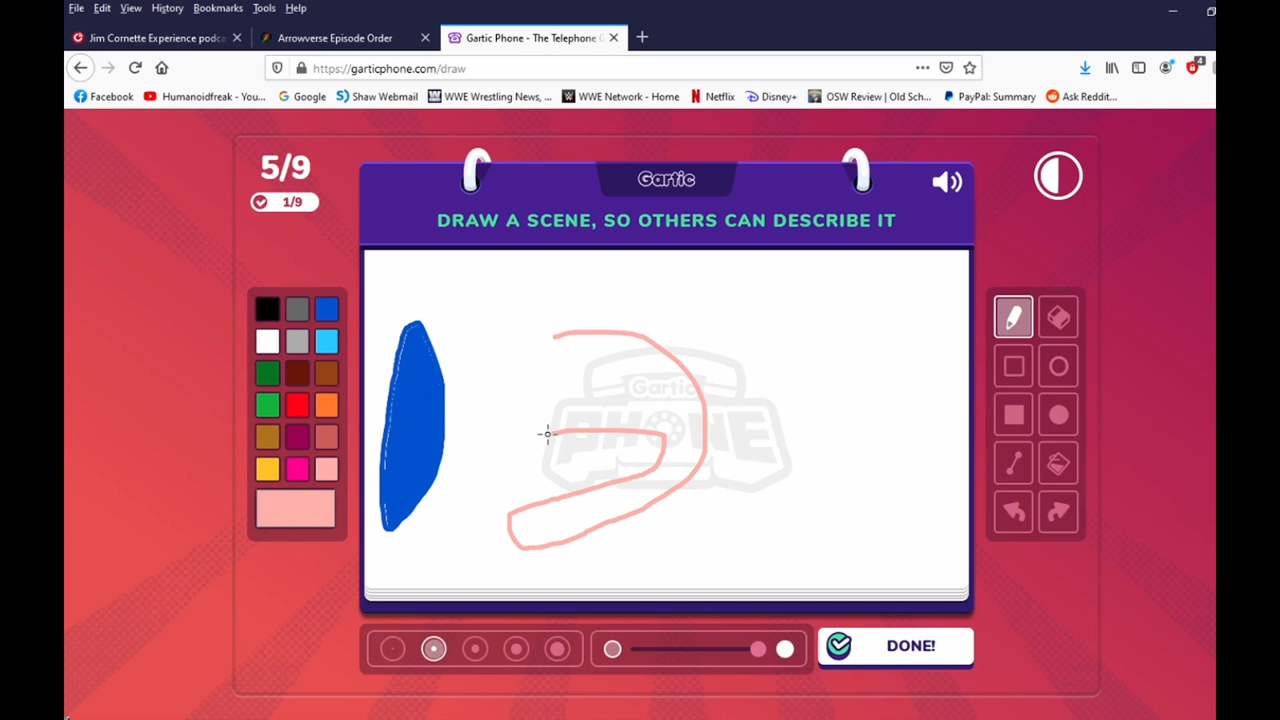 File Edit View History Bookmarks Tools Help
Jim Cornette Experience podca
Arrowverse Episode Order
Gartic Phone - The Telephone G
https://garticphone.com/draw
Facebook
Humanoidfreak - You...
Google
Shaw Webmail
WWE Wrestling News, ...
WWE Network - Home
Netflix
Disney+
OSW Review | Old Sch...
PayPal: Summary
Ask Reddit...
4
5/9
1/9
Gartic
DRAW A SCENE, SO OTHERS CAN DESCRIBE IT
Gartic
PHONE
DONE!